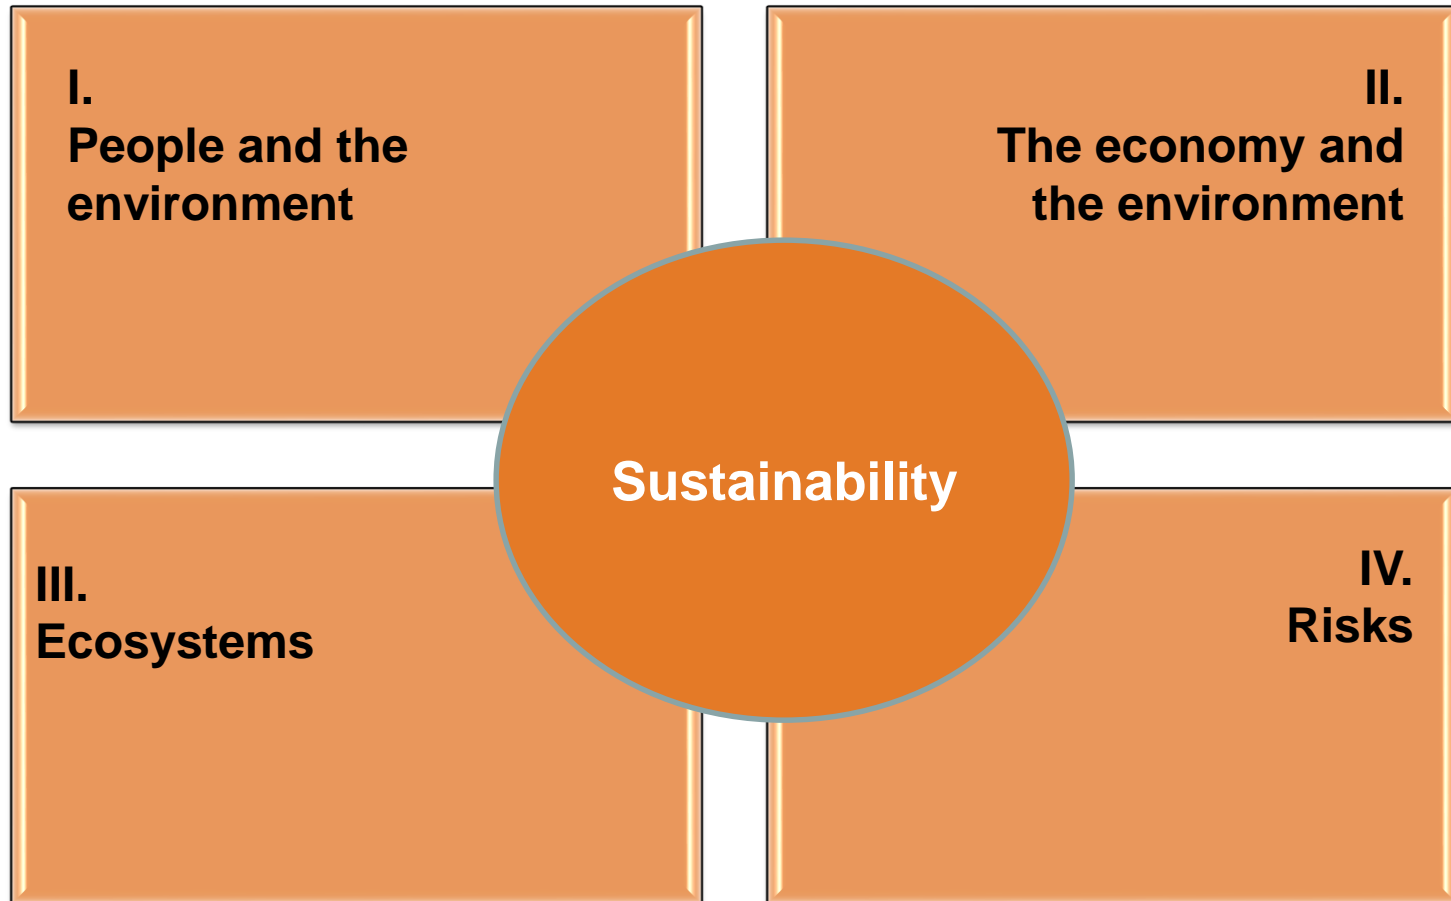 I.
People and the
environment
II.
The economy and
the environment
Sustainability
III.
Ecosystems
IV.
Risks